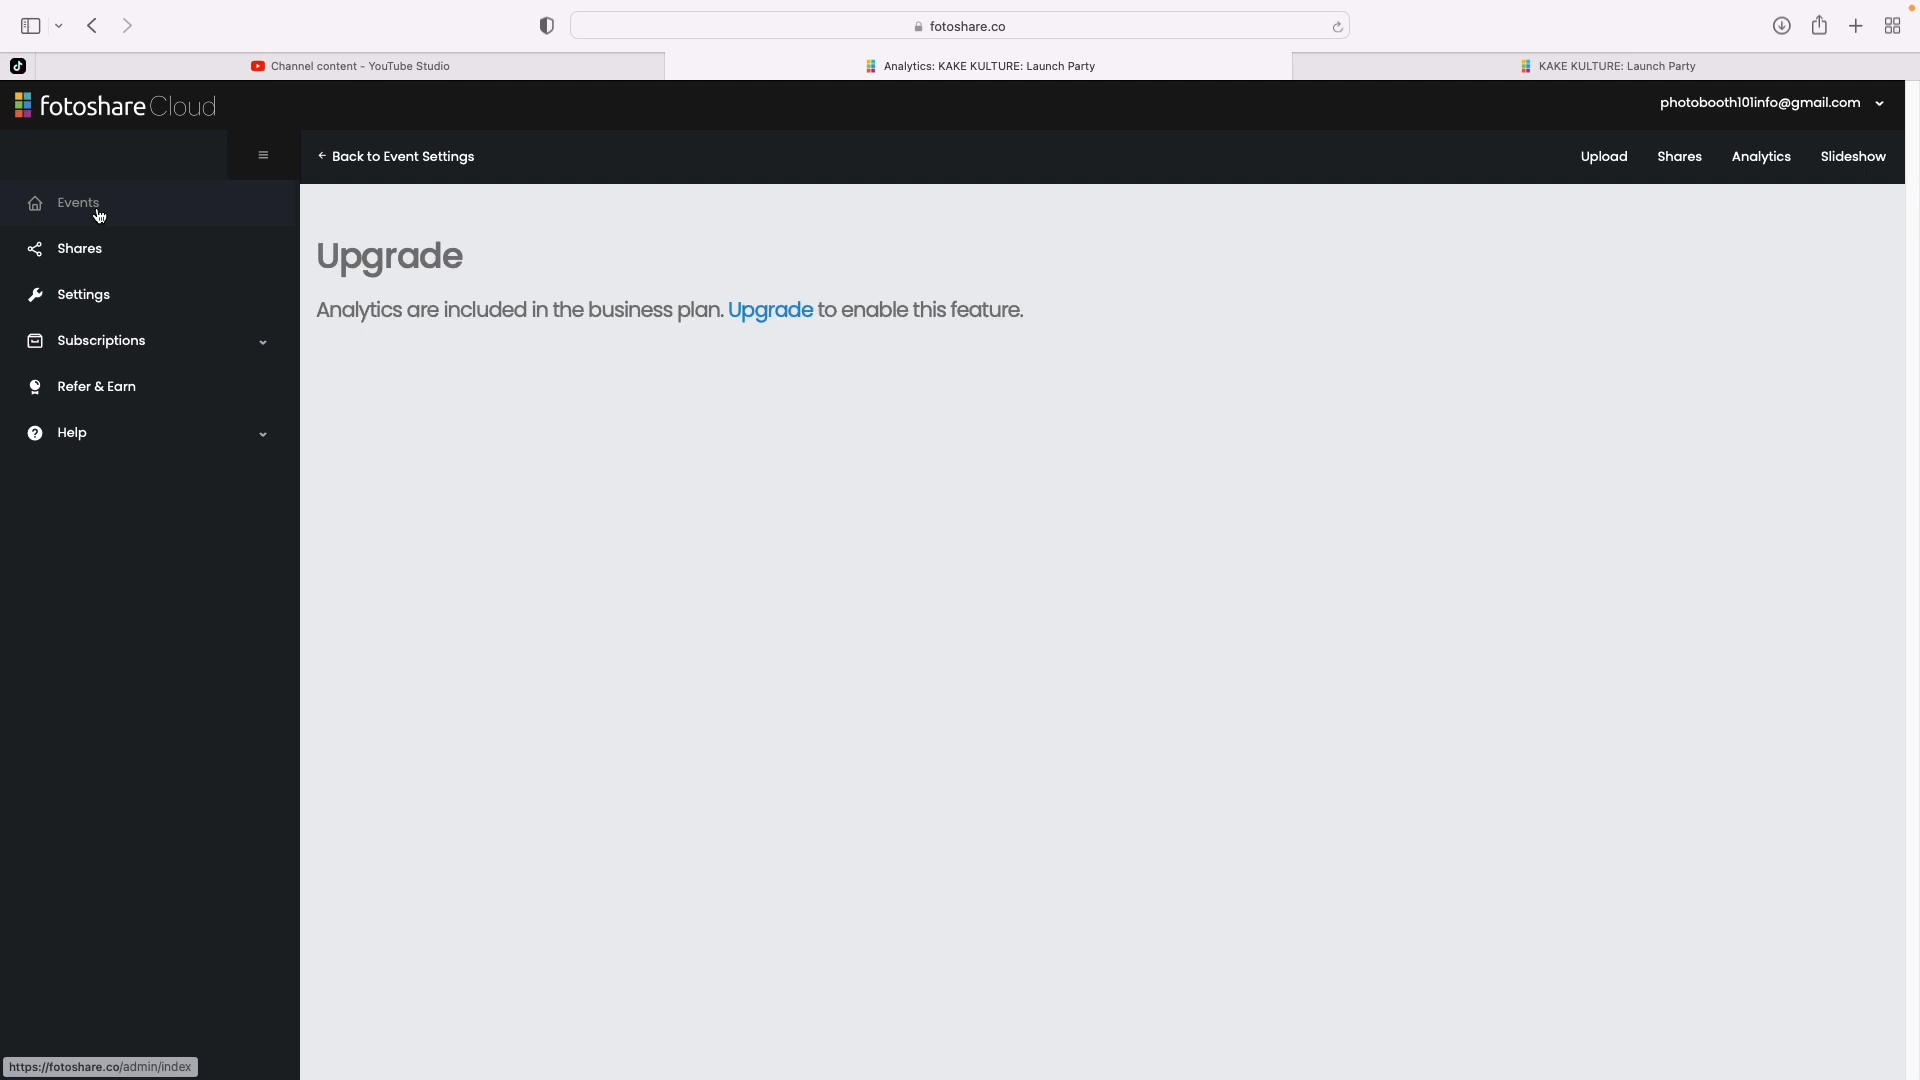 fotoshare.co
Channel content - YouTube Studio
Analytics: KAKE KULTURE: Launch Party
KAKE KULTURE: Launch Party
fotoshare Cloud
photobooth101info@gmail.com
← Back to Event Settings
Upload
Shares
Analytics
Slideshow
Events
Shares
Settings
Subscriptions
Refer & Earn
Help
Upgrade
Analytics are included in the business plan. Upgrade to enable this feature.
https://fotoshare.co/admin/index